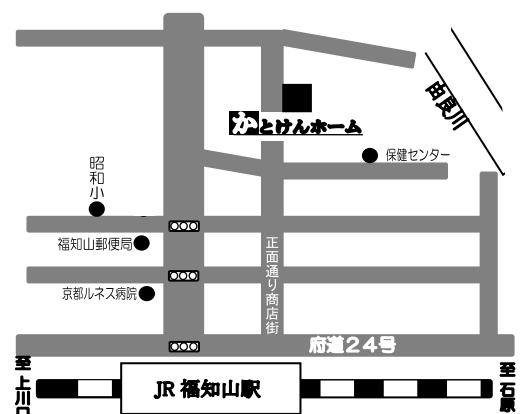 由良川
かとけんホーム
保健センター
昭和小
福知山郵便局
正面通り商店街
京都ルネス病院
府道24号
至上川口
JR 福知山駅
至石原